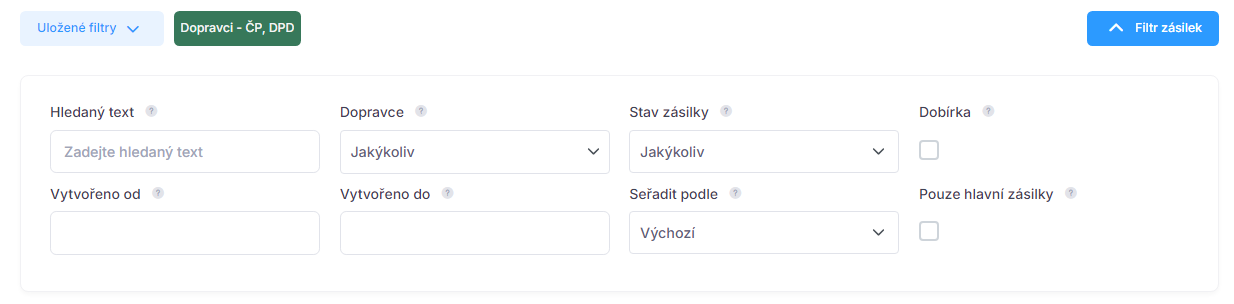 Uložené filtry
Dopravci - ČP, DPD
Filtr zásilek
Hledaný text ?
Dopravce ?
Stav zásilky ?
Dobírka ?
Zadejte hledaný text
Jakýkoliv
Jakýkoliv
Vytvořeno od ?
Vytvořeno do ?
Seřadit podle ?
Pouze hlavní zásilky ?
Výchozí